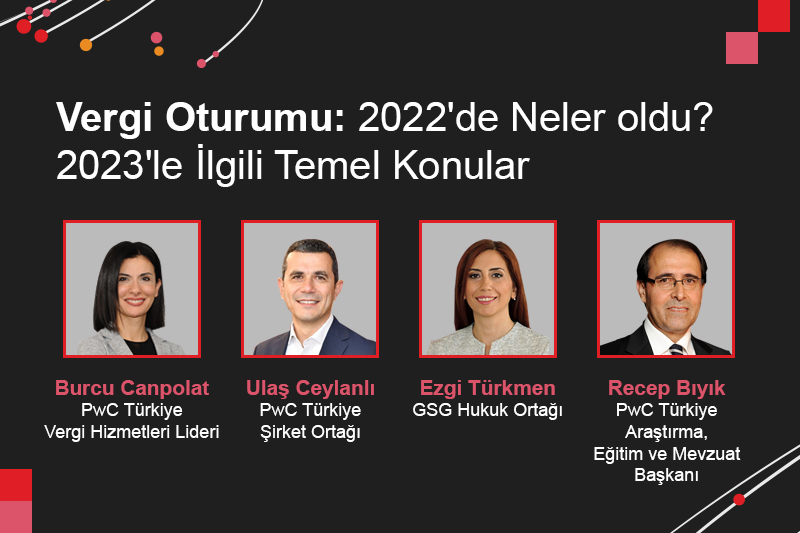 Vergi Oturumu: 2022'de Neler oldu?
2023'le İlgili Temel Konular
Burcu Canpolat
PwC Türkiye
Vergi Hizmetleri Lideri
Ulaş Ceylanlı
PwC Türkiye
Şirket Ortağı
Ezgi Türkmen
GSG Hukuk Ortağı
Recep Bıyık
PwC Türkiye
Araştırma,
Eğitim ve Mevzuat
Başkanı